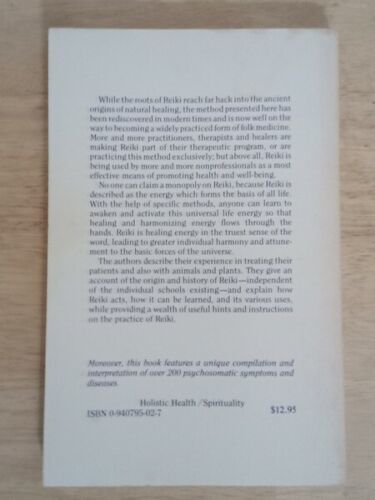 While the roots of Reiki reach far back into the ancient
origins of natural healing, the method presented here has
been rediscovered in modern times and is now well on the
way to becoming a widely practiced form of folk medicine.
More and more practitioners, therapists and healers are
making Reiki part of their therapeutic program, or are
practicing this method exclusively; but above all, Reiki is
being used by more and more nonprofessionals as a most
effective means of promoting health and well-being.
No one can claim a monopoly on Reiki, because Reiki is
described as the energy which forms the basis of all life.
With the help of specific methods, anyone can learn to
awaken and activate this universal life energy so that
healing and harmonizing energy flows through the
hands. Reiki is healing energy in the truest sense of the
word, leading to greater individual harmony and attune-
ment to the basic forces of the universe.
The authors describe their experience in treating their
patients and also with animals and plants. They give an
account of the origin and history of Reiki—independent
of the individual schools existing—and explain how
Reiki acts, how it can be learned, and its various uses,
while providing a wealth of useful hints and instructions
on the practice of Reiki.
Moreover, this book features a unique compilation and
interpretation of over 200 psychosomatic symptoms and
diseases.
Holistic Health/Spirituality
ISBN 0-940795-02-7
$12.95